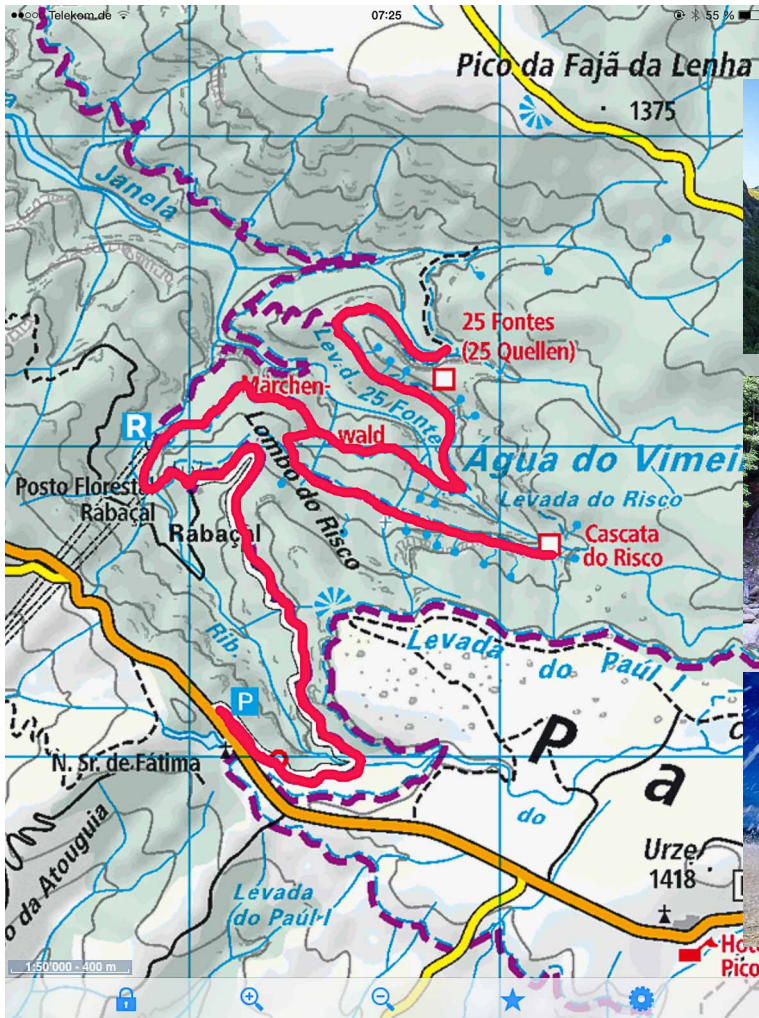 Telekom.de
07:25
55 %
Pico da Fajã da Lenha
1375
a
Janela
25 Fontes
(25 Quellen)
Lev.d. 25 Fonte
Märchen-
wald
R
Lombo do Risco
Água do Vimei
Posto Florestal
Rabaçal
Levada do Risco
Rabaçal
Cascata
do Risco
Rib
Levada do Paúl I
P
P
a
N. Sr. de Fátima
do
o da Atouguia
Urze
1418
Levada
do Paúl I
Hote
Pico
1:50'000 - 400 m